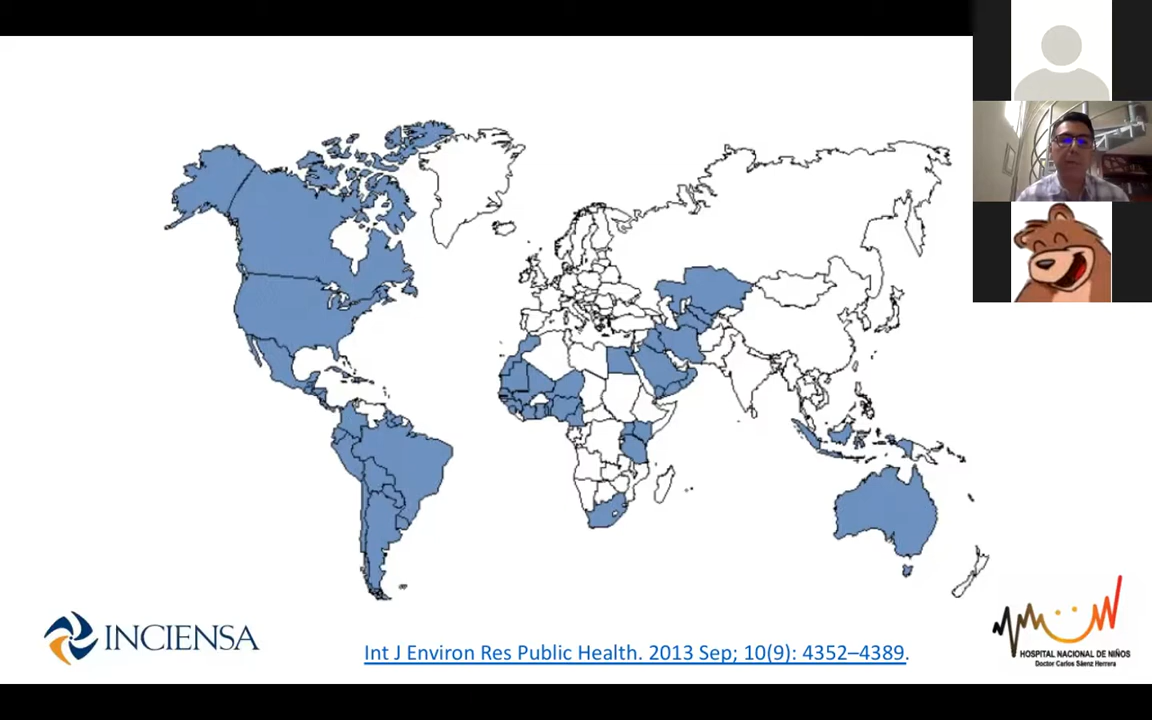 INCIENSA
Int J Environ Res Public Health. 2013 Sep; 10(9): 4352–4389.
HOSPITAL NACIONAL DE NIÑOS
Doctor Carlos Sáenz Herrera